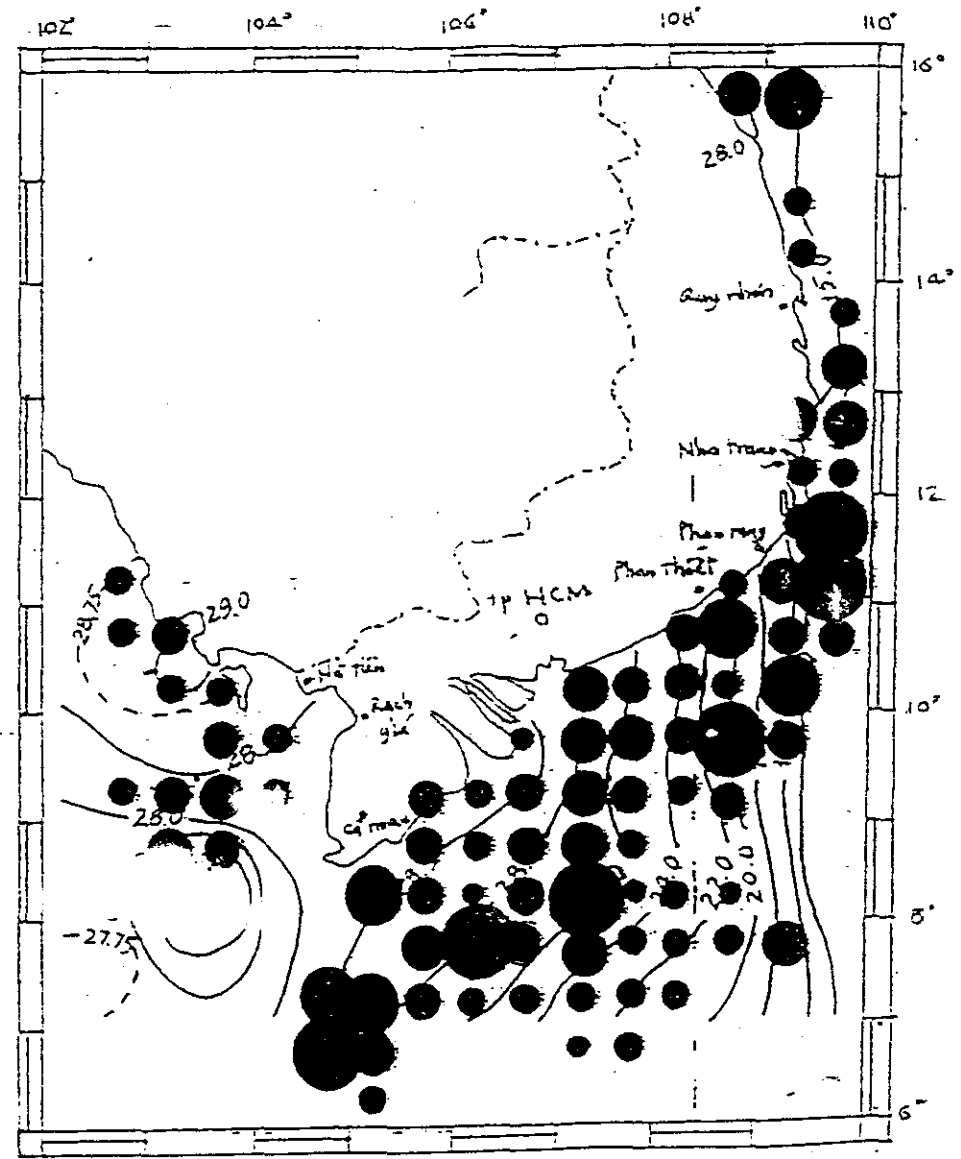 102° 104° 106° 108° 110°
16°
28.0
14°
15.0
Quy nhơn
Nha trang
12
Phan rang
Phan Thiết
TP HCM
29.0
Hà Tiên
Rạch giá
10°
28
28.0
Cà mau
22.0
20.0
8°
27.75
6°